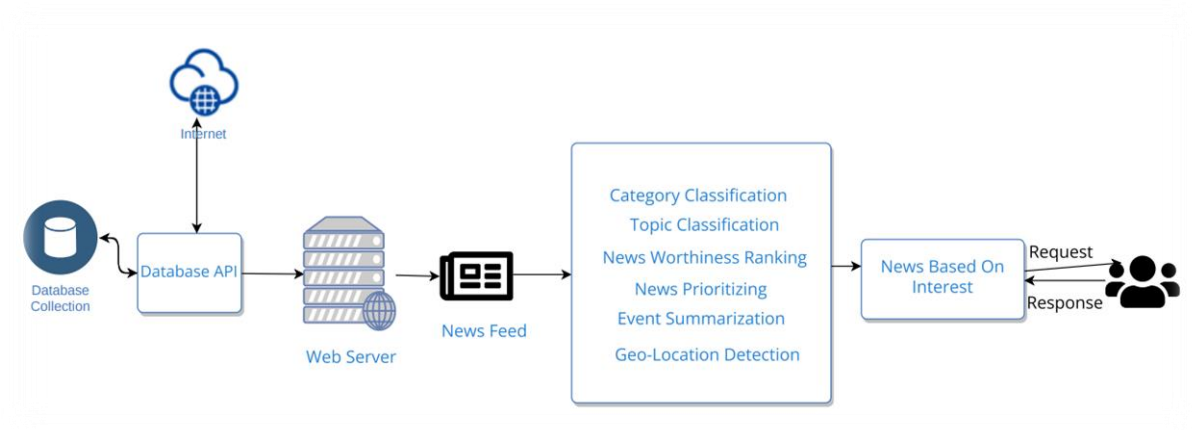 Internet
Database
Collection
Database API
Web Server
News Feed
Category Classification
Topic Classification
News Worthiness Ranking
News Prioritizing
Event Summarization
Geo-Location Detection
News Based On
Interest
Request
Response